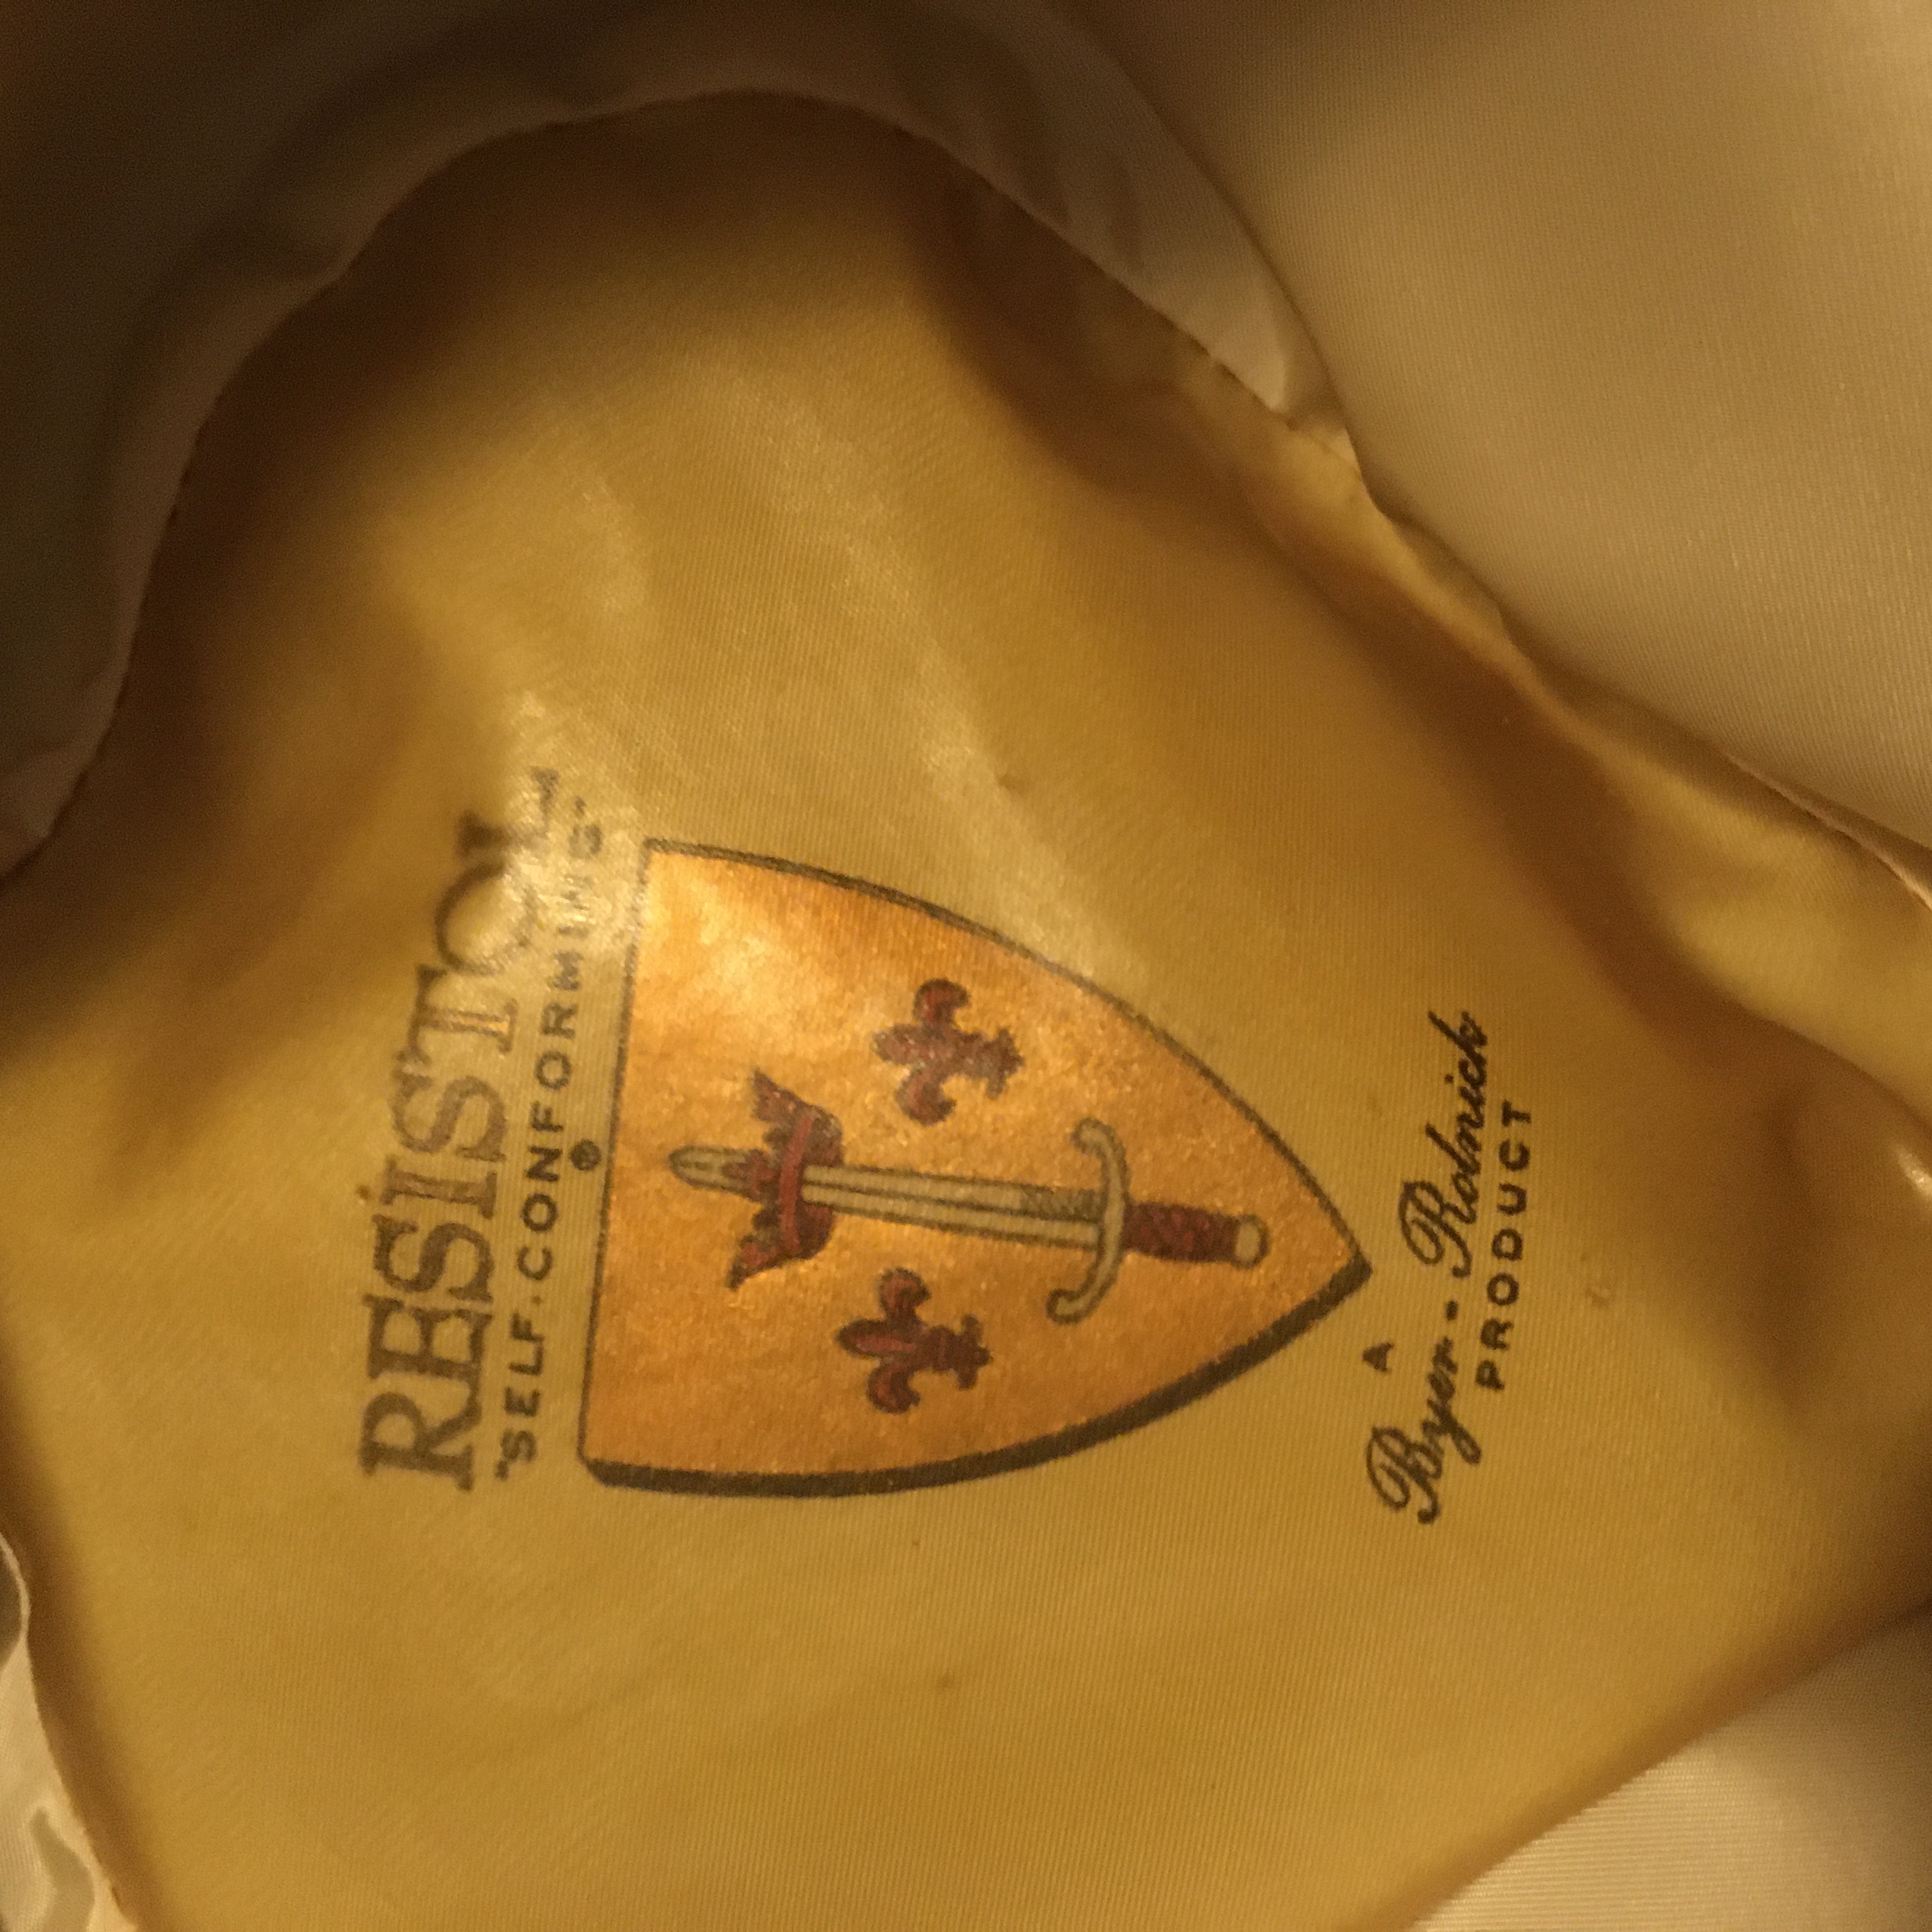 RESISTOL
"SELF.CONFORMING"
®
A
Byer-Rolnick
PRODUCT